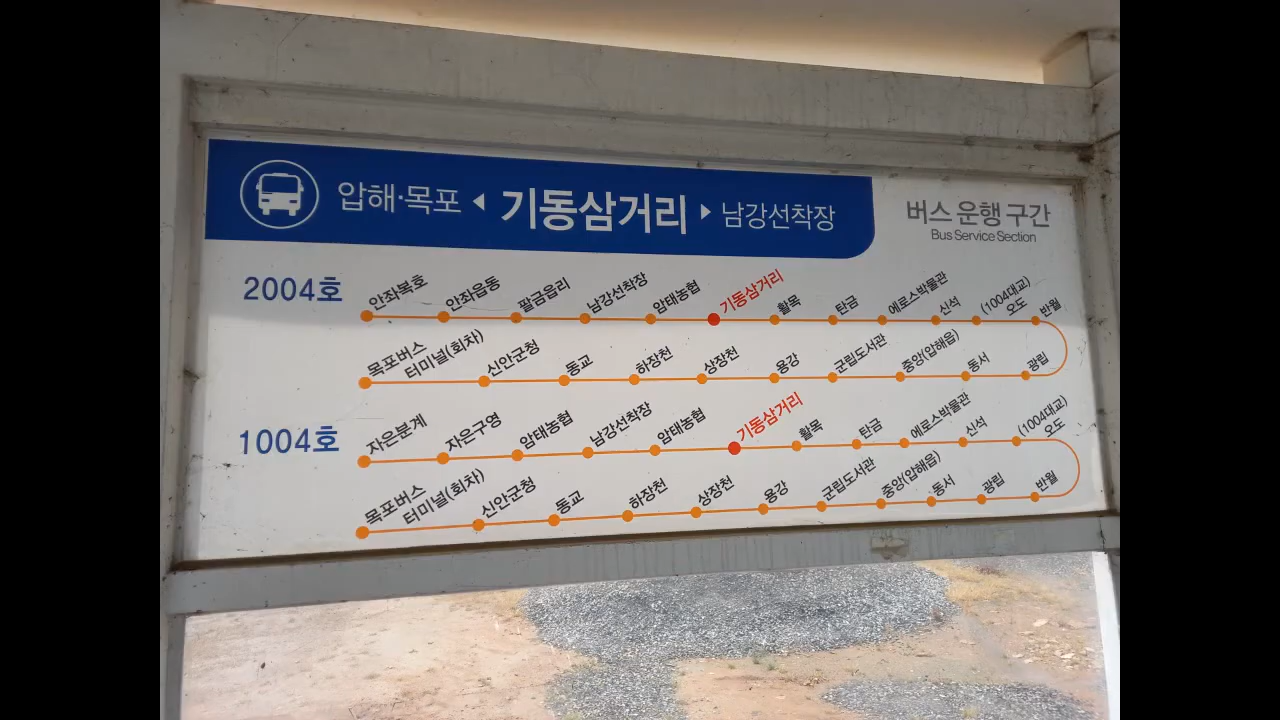 압해·목포 ◀ 기동삼거리 ▶ 남강선착장
버스 운행 구간
Bus Service Section
2004호
안좌복호 안좌읍동 팔금읍리 남강선착장 암태농협 기동삼거리 활목 탄금 에로스박물관 신석 (1004대교) 오도 반월
목포버스 터미널(회차) 신안군청 동교 하장천 상장천 용강 군립도서관 중앙(압해읍) 동서 광립
1004호
자은분계 자은구영 암태농협 남강선착장 암태농협 기동삼거리 활목 탄금 에로스박물관 신석 (1004대교) 오도
목포버스 터미널(회차) 신안군청 동교 하장천 상장천 용강 군립도서관 중앙(압해읍) 동서 광립 반월